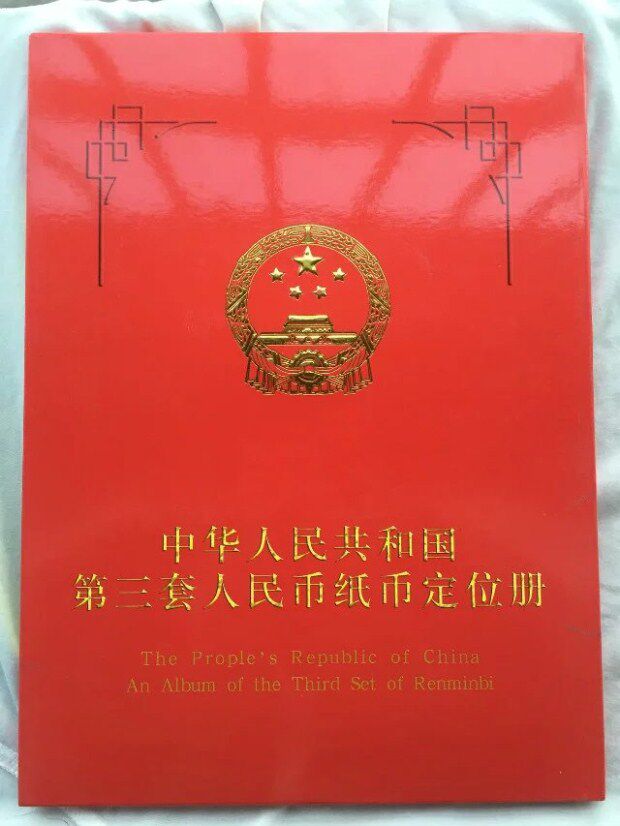 中华人民共和国
第三套人民币纸币定位册
The Prople's Republic of China
An Album of the Third Set of Renminbi